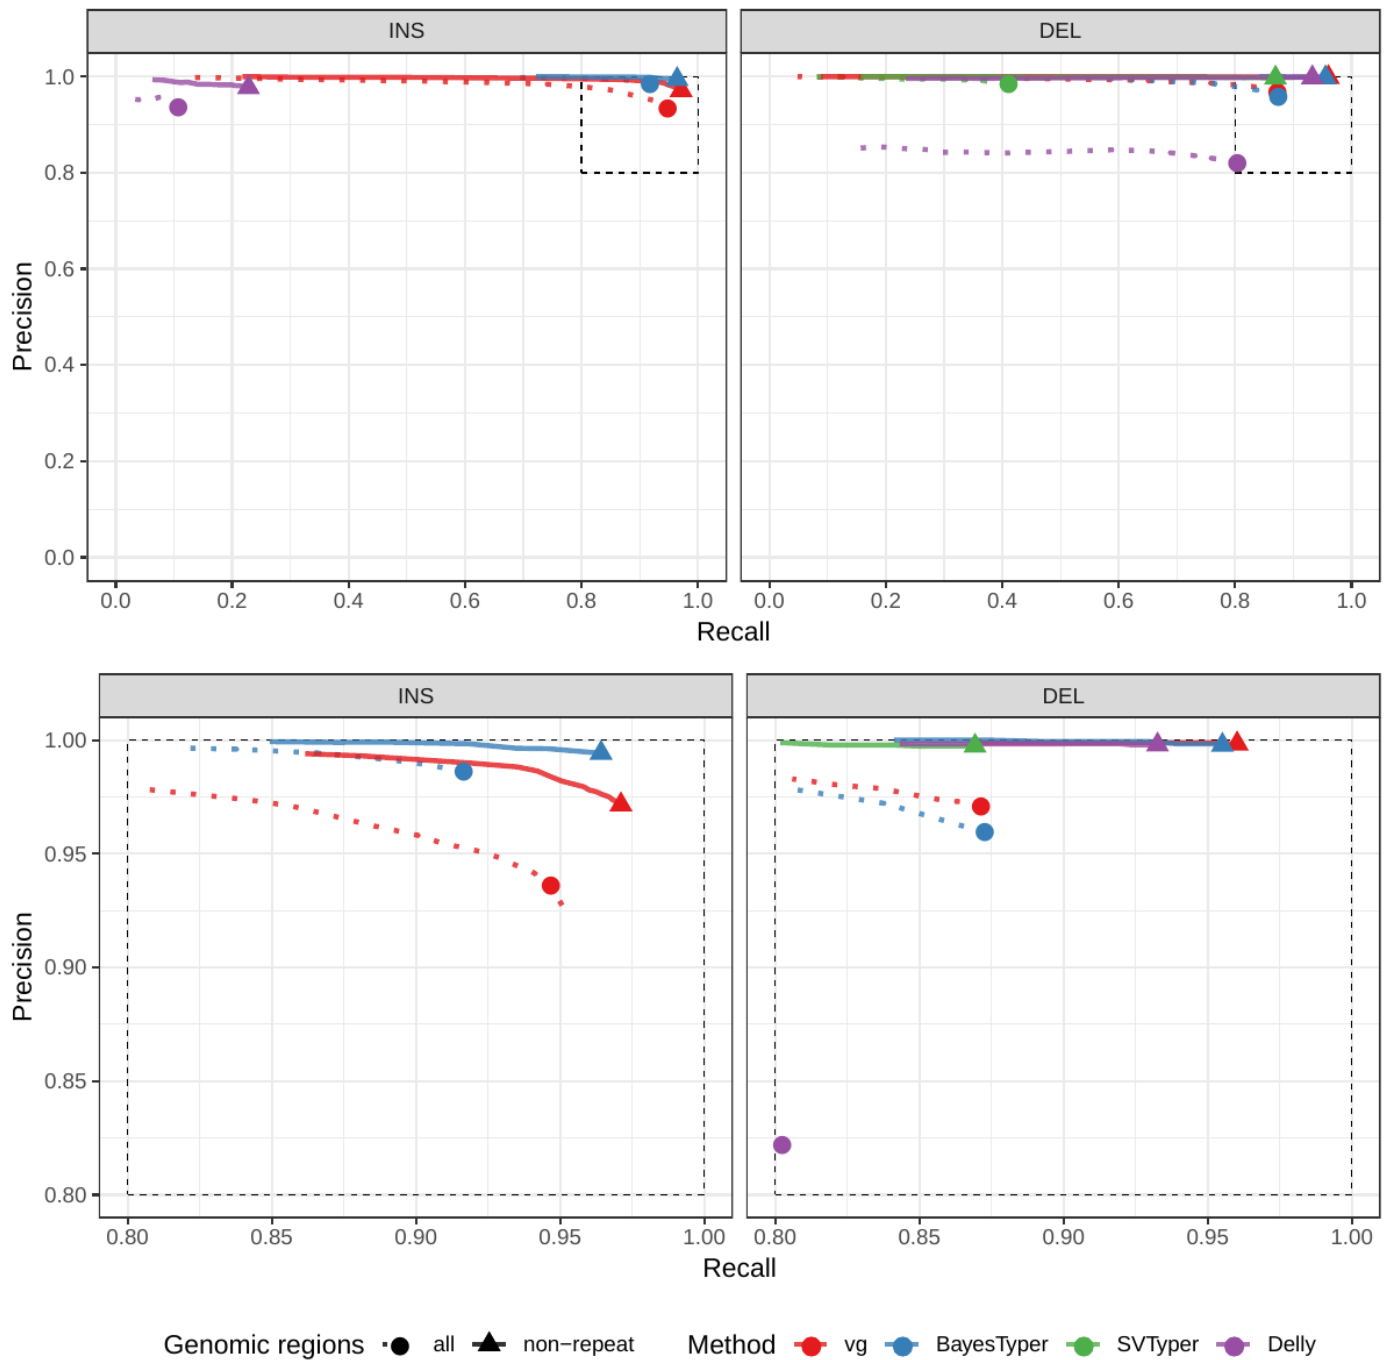 INS DEL
Precision
1.0
0.8
0.6
0.4
0.2
0.0
0.0 0.2 0.4 0.6 0.8 1.0 0.0 0.2 0.4 0.6 0.8 1.0
Recall
INS DEL
Precision
1.00
0.95
0.90
0.85
0.80
0.80 0.85 0.90 0.95 1.00 0.80 0.85 0.90 0.95 1.00
Recall
Genomic regions all non−repeat Method vg BayesTyper SVTyper Delly